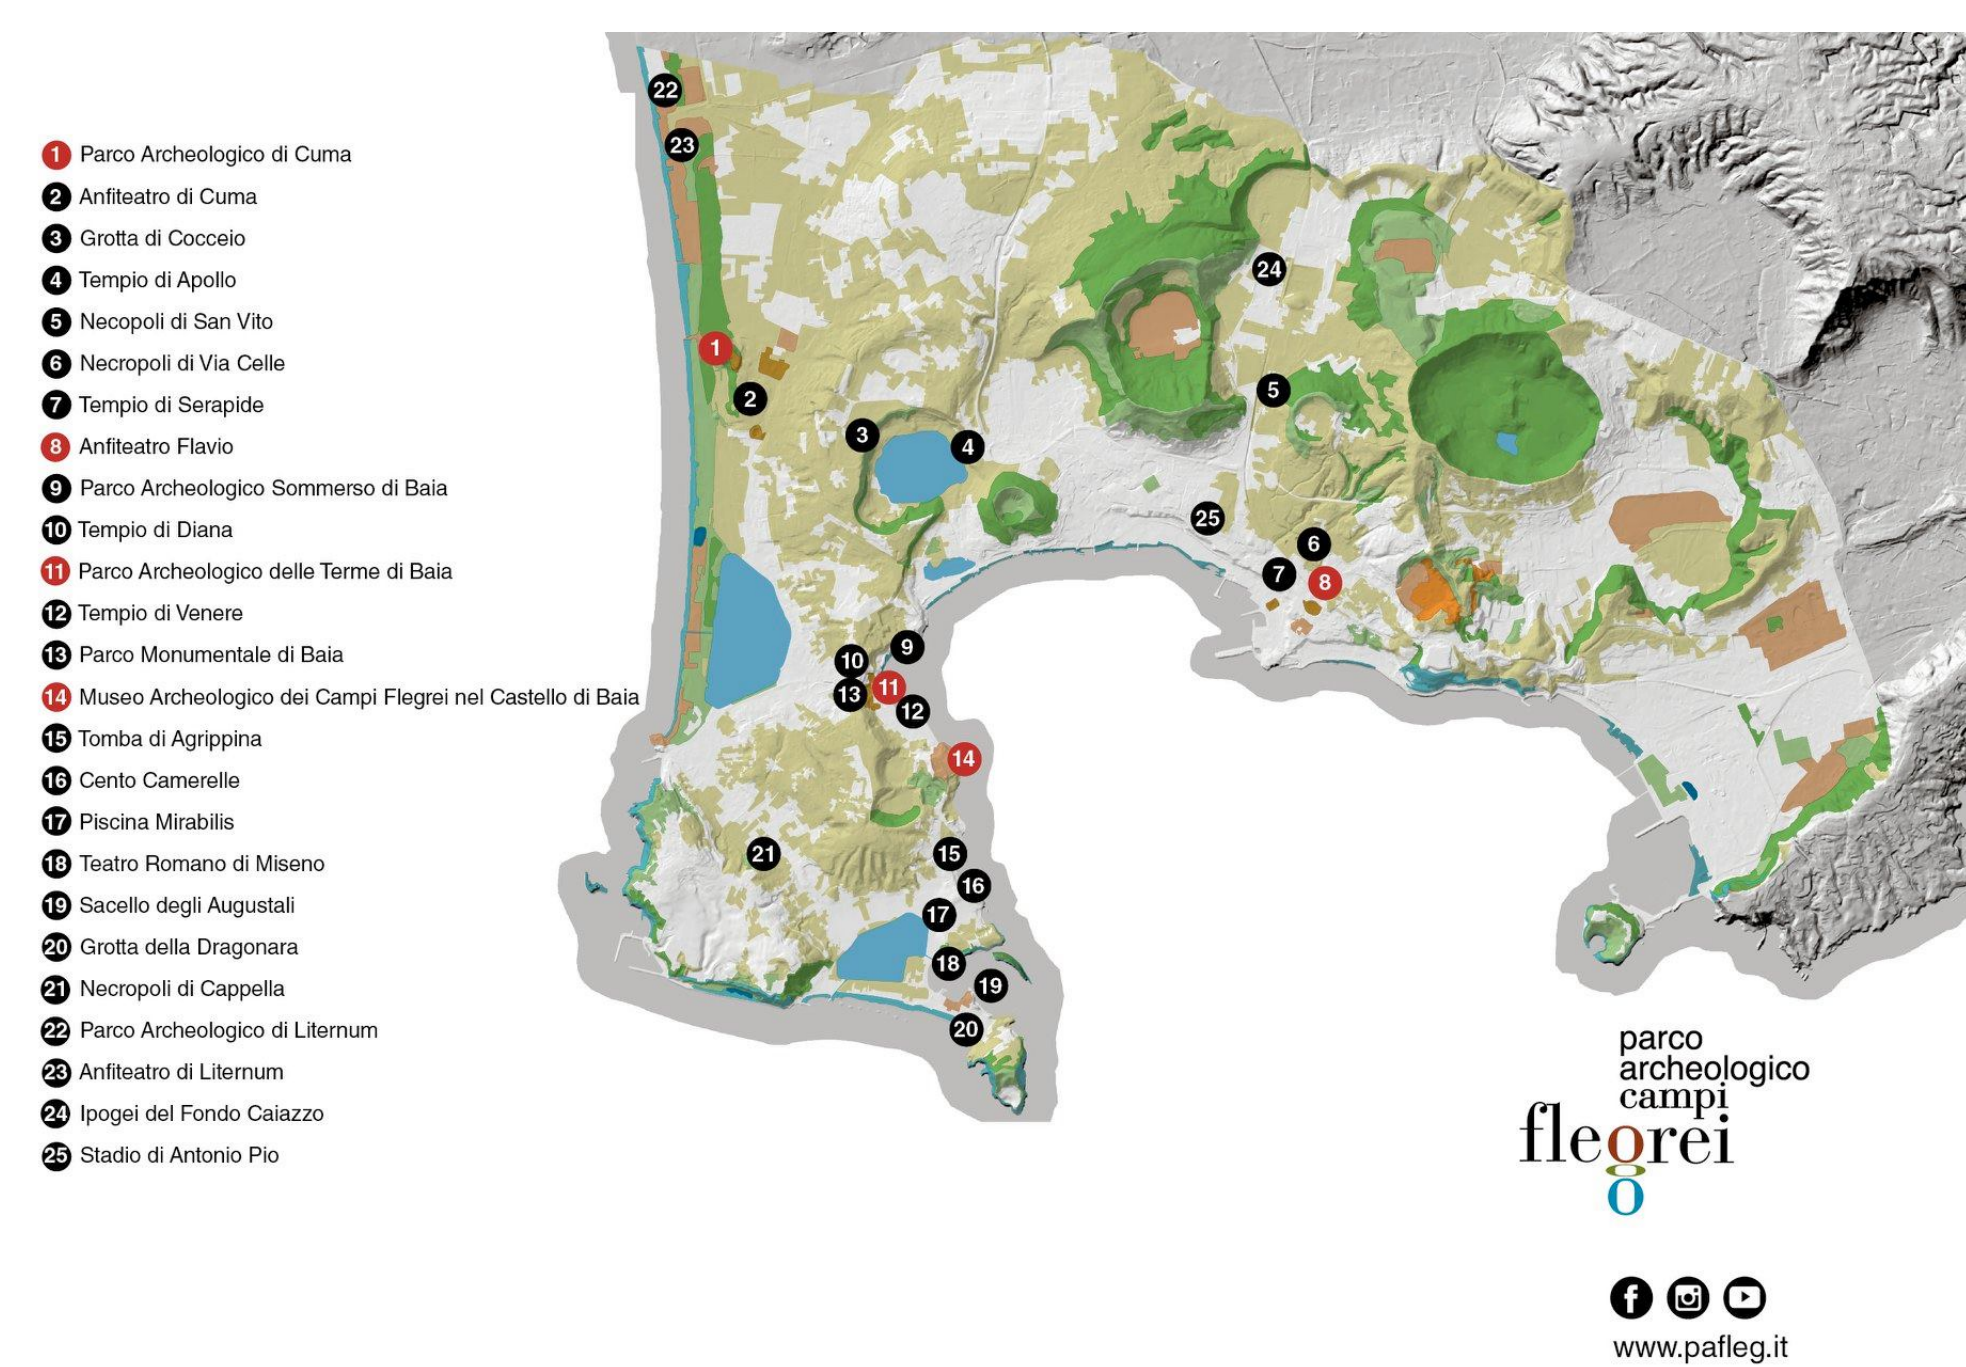 1 Parco Archeologico di Cuma
2 Anfiteatro di Cuma
3 Grotta di Cocceio
4 Tempio di Apollo
5 Necopoli di San Vito
6 Necropoli di Via Celle
7 Tempio di Serapide
8 Anfiteatro Flavio
9 Parco Archeologico Sommerso di Baia
10 Tempio di Diana
11 Parco Archeologico delle Terme di Baia
12 Tempio di Venere
13 Parco Monumentale di Baia
14 Museo Archeologico dei Campi Flegrei nel Castello di Baia
15 Tomba di Agrippina
16 Cento Camerelle
17 Piscina Mirabilis
18 Teatro Romano di Miseno
19 Sacello degli Augustali
20 Grotta della Dragonara
21 Necropoli di Cappella
22 Parco Archeologico di Liternum
23 Anfiteatro di Liternum
24 Ipogei del Fondo Caiazzo
25 Stadio di Antonio Pio
22
23
24
1
5
2
3
4
25
6
7
8
9
10
11
13
12
14
21
15
16
17
18
19
20
parco
archeologico
campi
flegrei
www.pafleg.it